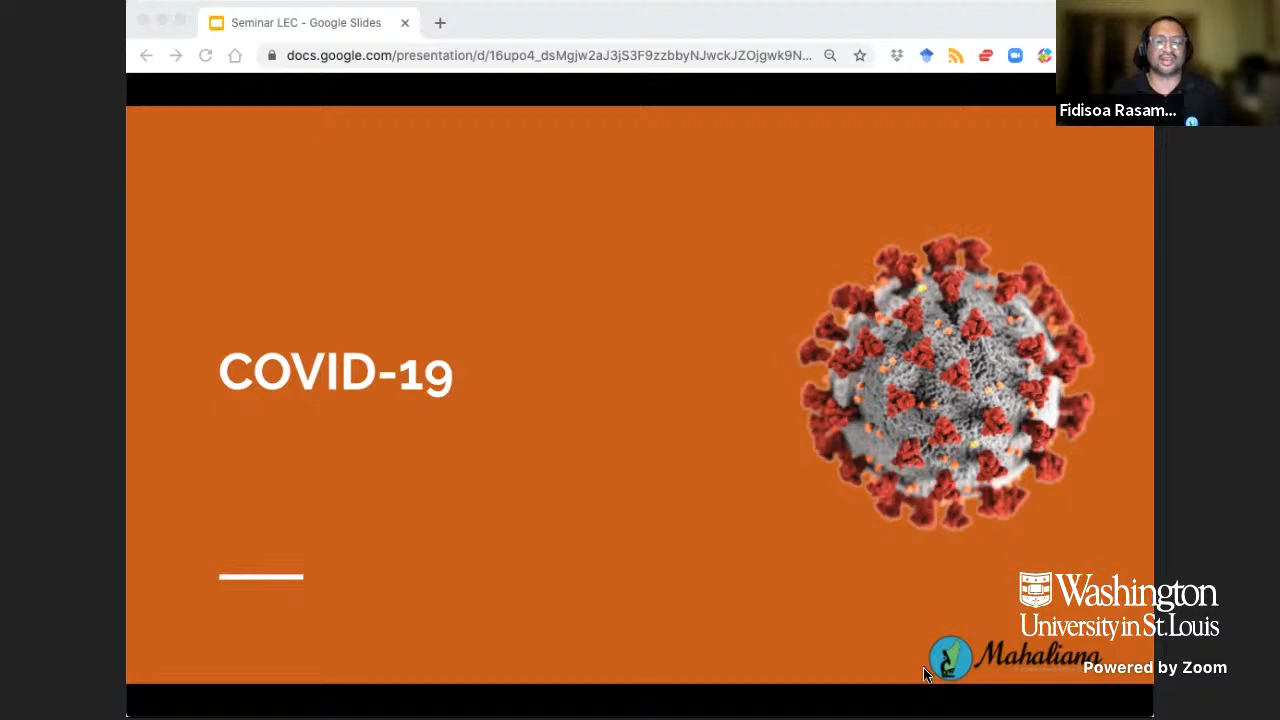 Seminar LEC - Google Slides
docs.google.com/presentation/d/16upo4_dsMgjw2aJ3jS3F9zzbbyNJwckJZOjgwk9N...
Fidisoa Rasam...
COVID-19
Washington
University in St. Louis
Mahaliana
Powered by Zoom